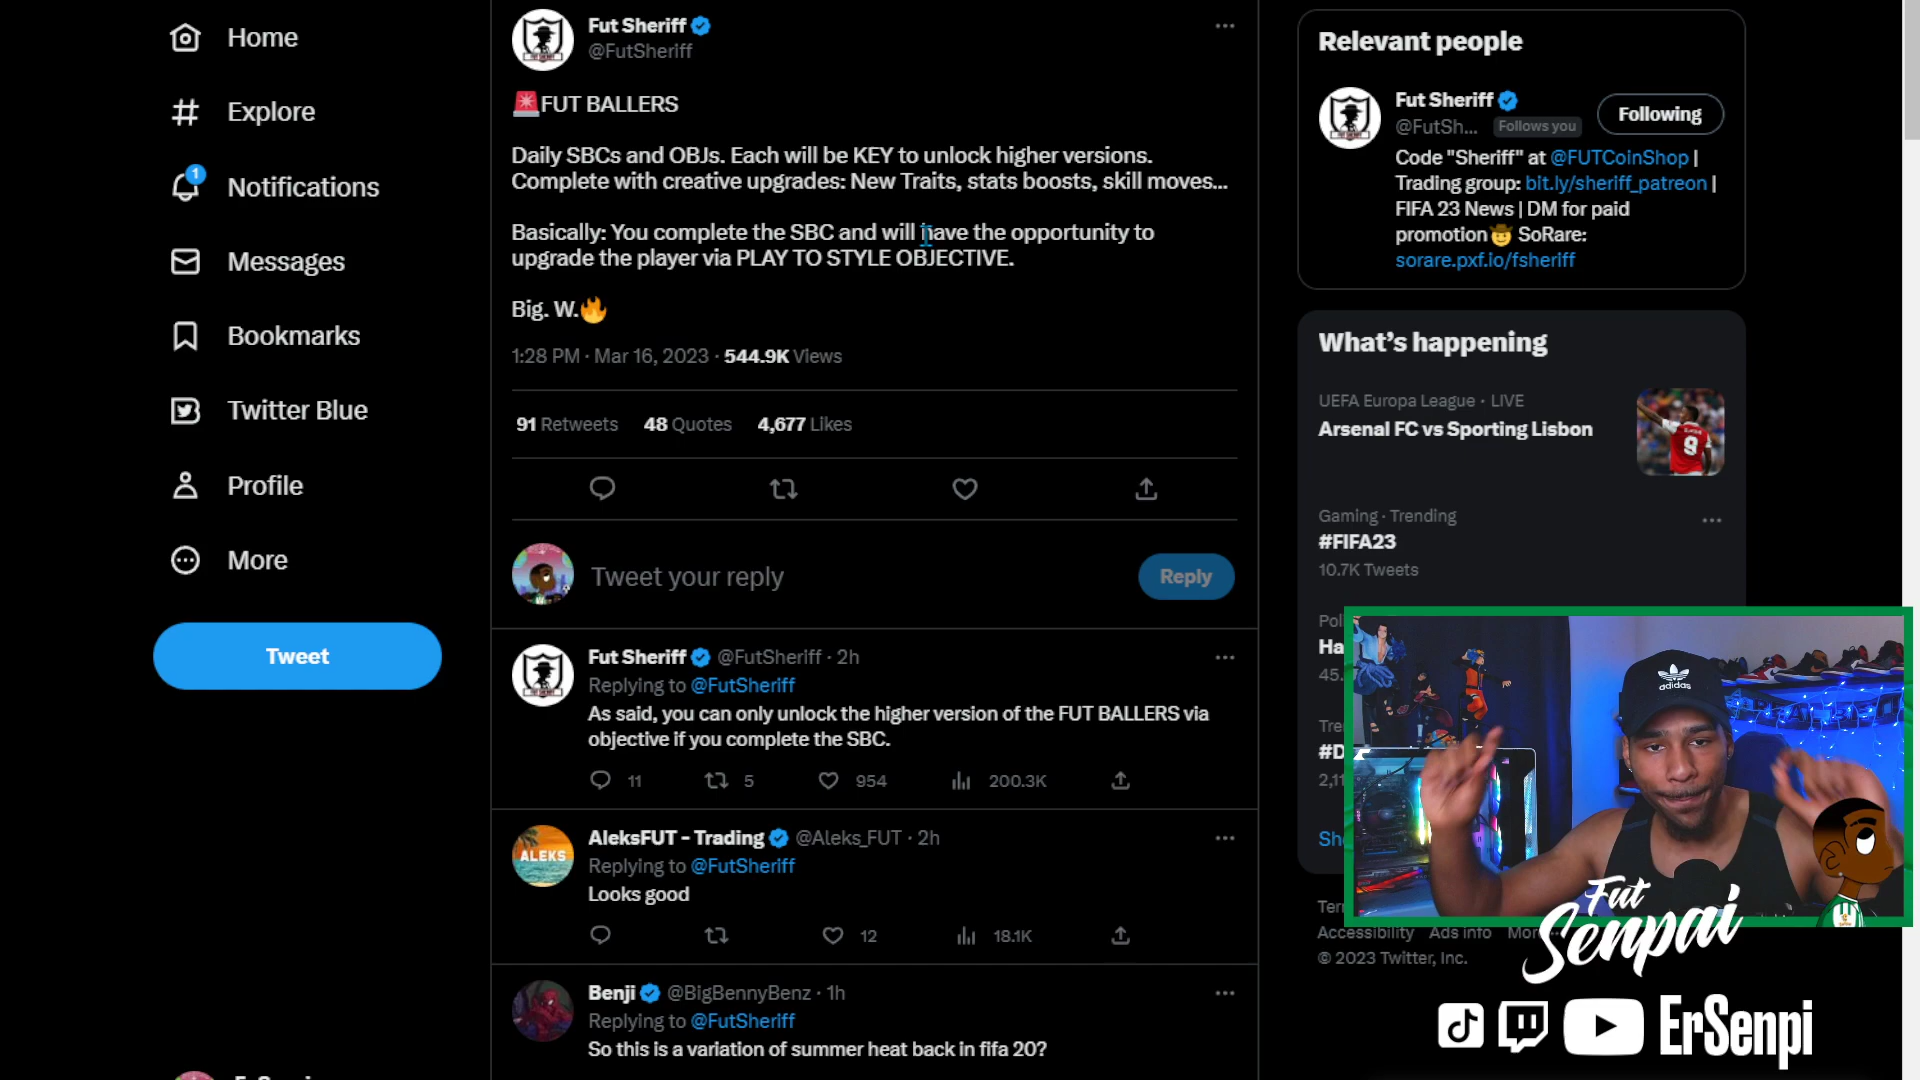 Home
Explore
1
Notifications
Messages
Bookmarks
Twitter Blue
Profile
More
Tweet
Fut Sheriff
@FutSheriff
FUT BALLERS
Daily SBCs and OBJs. Each will be KEY to unlock higher versions.
Complete with creative upgrades: New Traits, stats boosts, skill moves...
Basically: You complete the SBC and will have the opportunity to
upgrade the player via PLAY TO STYLE OBJECTIVE.
Big. W.
1:28 PM · Mar 16, 2023 · 544.9K Views
91 Retweets 48 Quotes 4,677 Likes
Tweet your reply
Reply
Fut Sheriff @FutSheriff · 2h
Replying to @FutSheriff
As said, you can only unlock the higher version of the FUT BALLERS via
objective if you complete the SBC.
11 5 954 200.3K
AleksFUT - Trading @Aleks_FUT · 2h
ALEKS
Replying to @FutSheriff
Looks good
12 18.1K
Benji @BigBennyBenz · 1h
Replying to @FutSheriff
So this is a variation of summer heat back in fifa 20?
Relevant people
Fut Sheriff
Following
@FutSh... Follows you
Code "Sheriff" at @FUTCoinShop |
Trading group: bit.ly/sheriff_patreon |
FIFA 23 News | DM for paid
promotion SoRare:
sorare.pxf.io/fsheriff
What's happening
UEFA Europa League · LIVE
Arsenal FC vs Sporting Lisbon
9
Gaming · Trending
#FIFA23
10.7K Tweets
adidas
Accessibility Ads info
© 2023 Twitter, Inc.
Fut
Senpai
ErSenpi